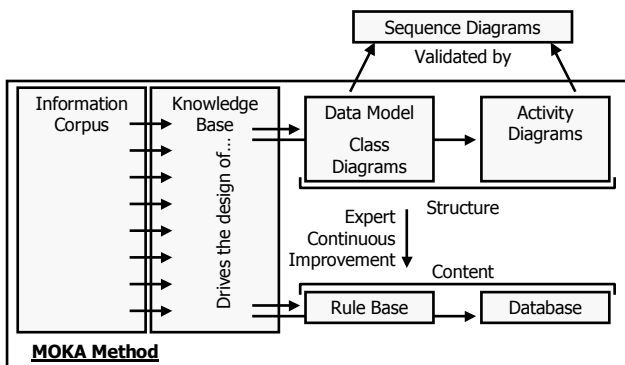 Sequence Diagrams
Validated by
Information
Corpus
Knowledge
Base
Drives the design of...
Data Model
Class
Diagrams
Activity
Diagrams
Structure
Expert
Continuous
Improvement
Content
Rule Base
Database
MOKA Method